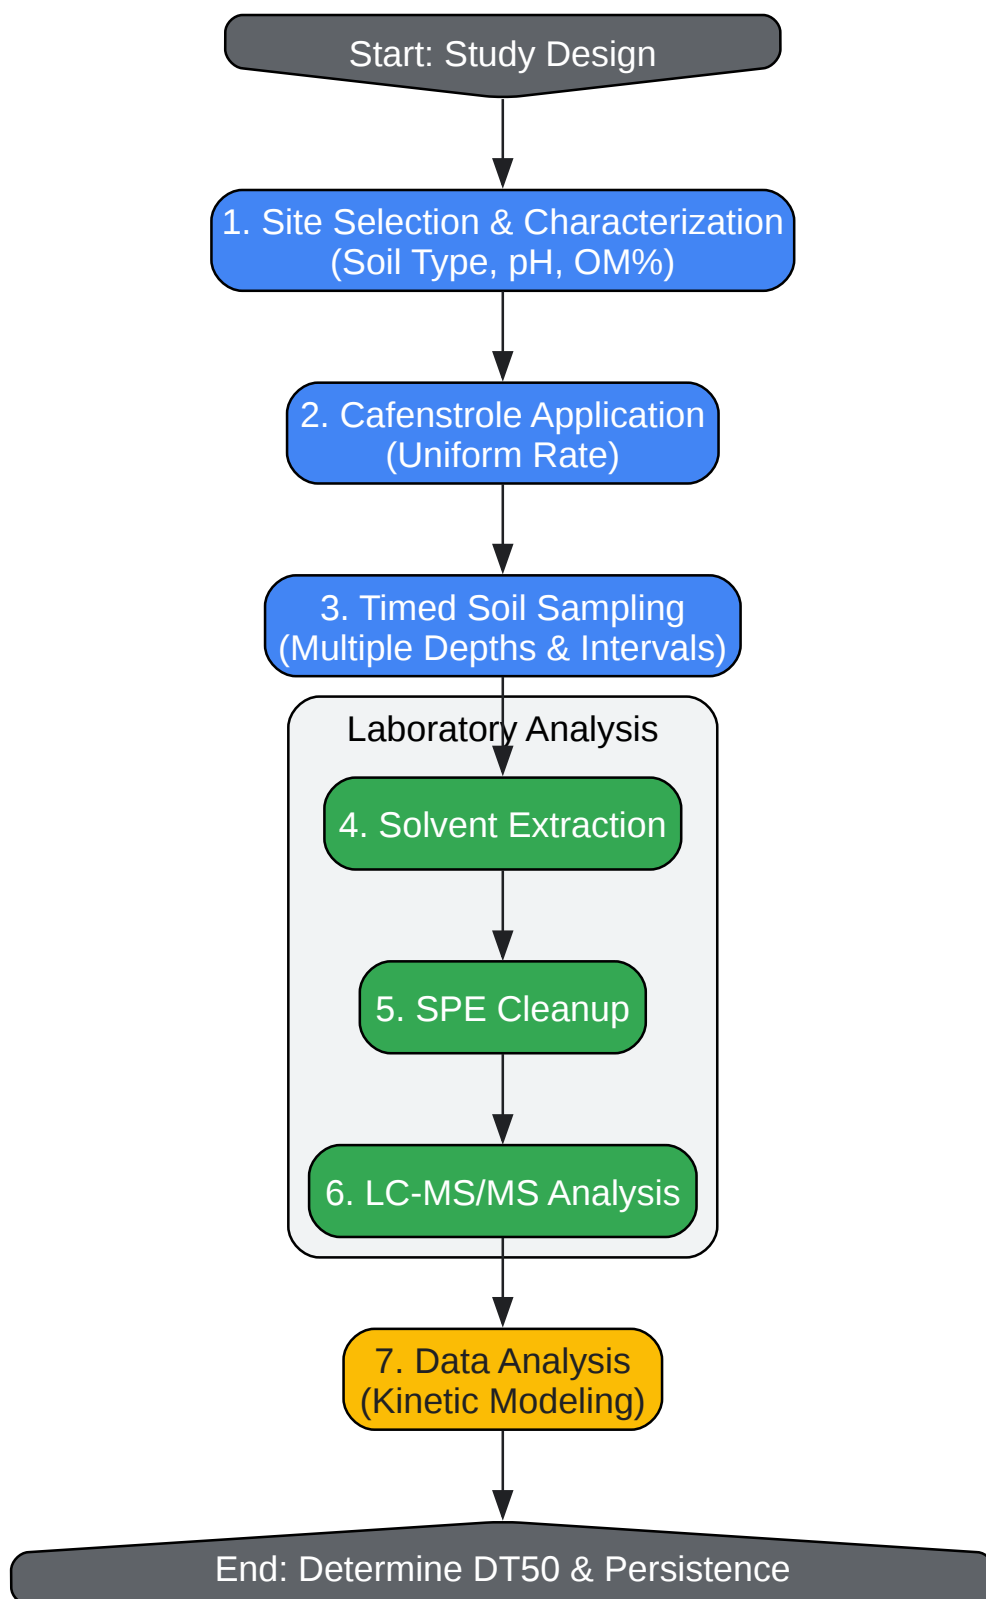 Start: Study Design
1. Site Selection & Characterization
(Soil Type, pH, OM%)
2. Cafenstrole Application
(Uniform Rate)
3. Timed Soil Sampling
(Multiple Depths & Intervals)
Laboratory Analysis
4. Solvent Extraction
5. SPE Cleanup
6. LC-MS/MS Analysis
7. Data Analysis
(Kinetic Modeling)
End: Determine DT50 & Persistence